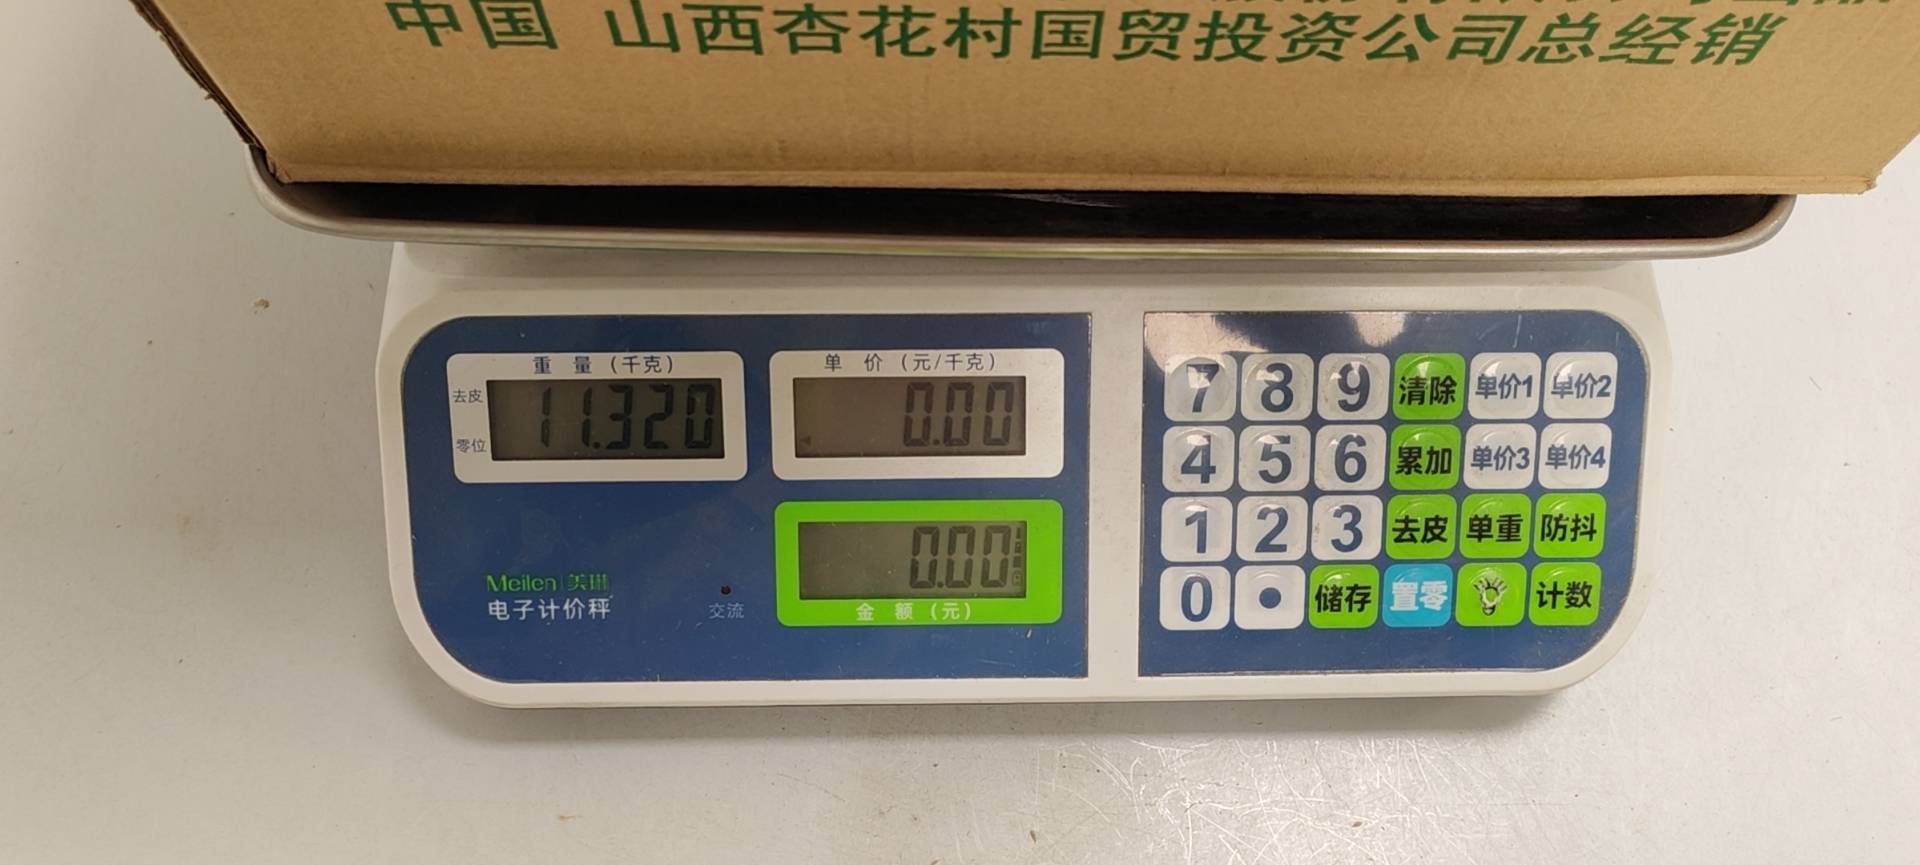 中国 山西杏花村国贸投资公司总经销
重 量 (千克)
去皮
零位
11.320
单 价 (元/千克)
0.00
0.00
金 额 (元)
Meilen 美琳
电子计价秤
交流
7 8 9 清除 单价1 单价2
4 5 6 累加 单价3 单价4
1 2 3 去皮 单重 防抖
0 • 储存 置零 计数